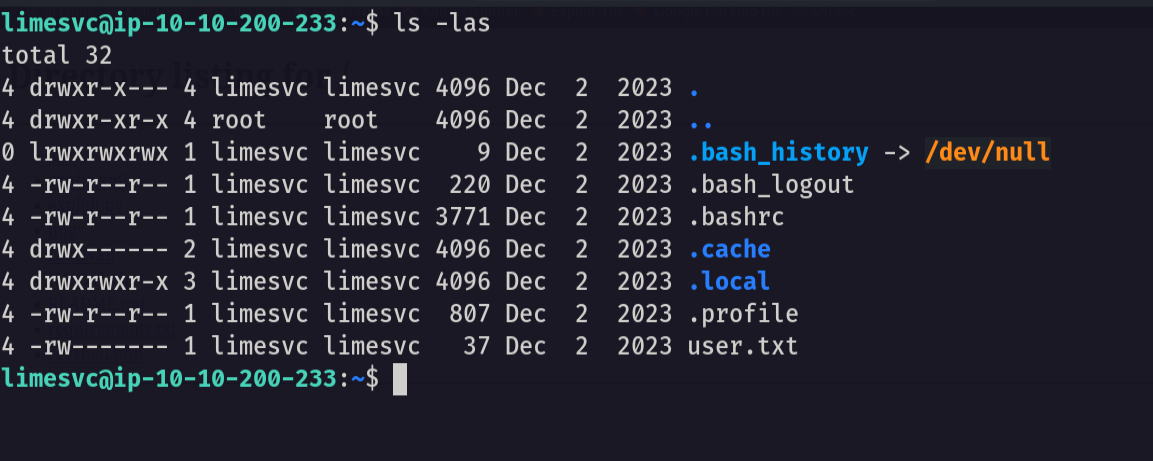 limesvc@ip-10-10-200-233:~$ ls -las
total 32
4 drwxr-x--- 4 limesvc limesvc 4096 Dec  2  2023 .
4 drwxr-xr-x 4 root    root    4096 Dec  2  2023 ..
0 lrwxrwxrwx 1 limesvc limesvc    9 Dec  2  2023 .bash_history -> /dev/null
4 -rw-r--r-- 1 limesvc limesvc  220 Dec  2  2023 .bash_logout
4 -rw-r--r-- 1 limesvc limesvc 3771 Dec  2  2023 .bashrc
4 drwx------ 2 limesvc limesvc 4096 Dec  2  2023 .cache
4 drwxrwxr-x 3 limesvc limesvc 4096 Dec  2  2023 .local
4 -rw-r--r-- 1 limesvc limesvc  807 Dec  2  2023 .profile
4 -rw------- 1 limesvc limesvc   37 Dec  2  2023 user.txt
limesvc@ip-10-10-200-233:~$